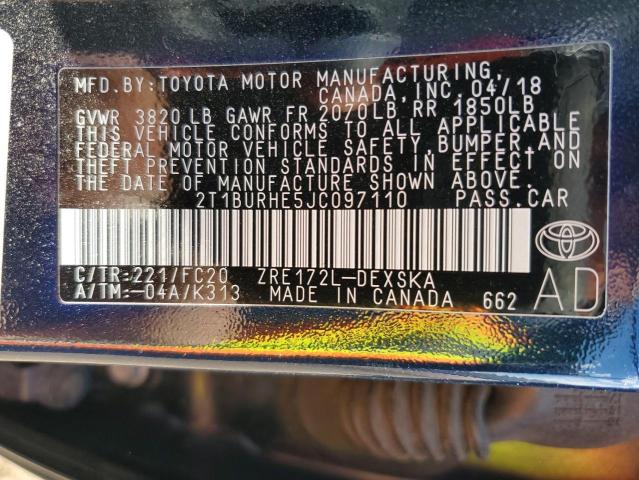 MFD. BY: TOYOTA MOTOR MANUFACTURING,
CANADA, INC. 04/18
GVWR 3820 LB GAWR FR 2070LB, RR 1850LB
THIS VEHICLE CONFORMS TO ALL APPLICABLE
FEDERAL MOTOR VEHICLE SAFETY, BUMPER, AND
THEFT PREVENTION STANDARDS IN EFFECT ON
THE DATE OF MANUFACTURE SHOWN ABOVE.
2T1BURHE5JC097110 PASS. CAR
C/TR: 221/FC20 ZRE172L-DEXSKA
A/TM: -04A/K313 MADE IN CANADA 662
AD